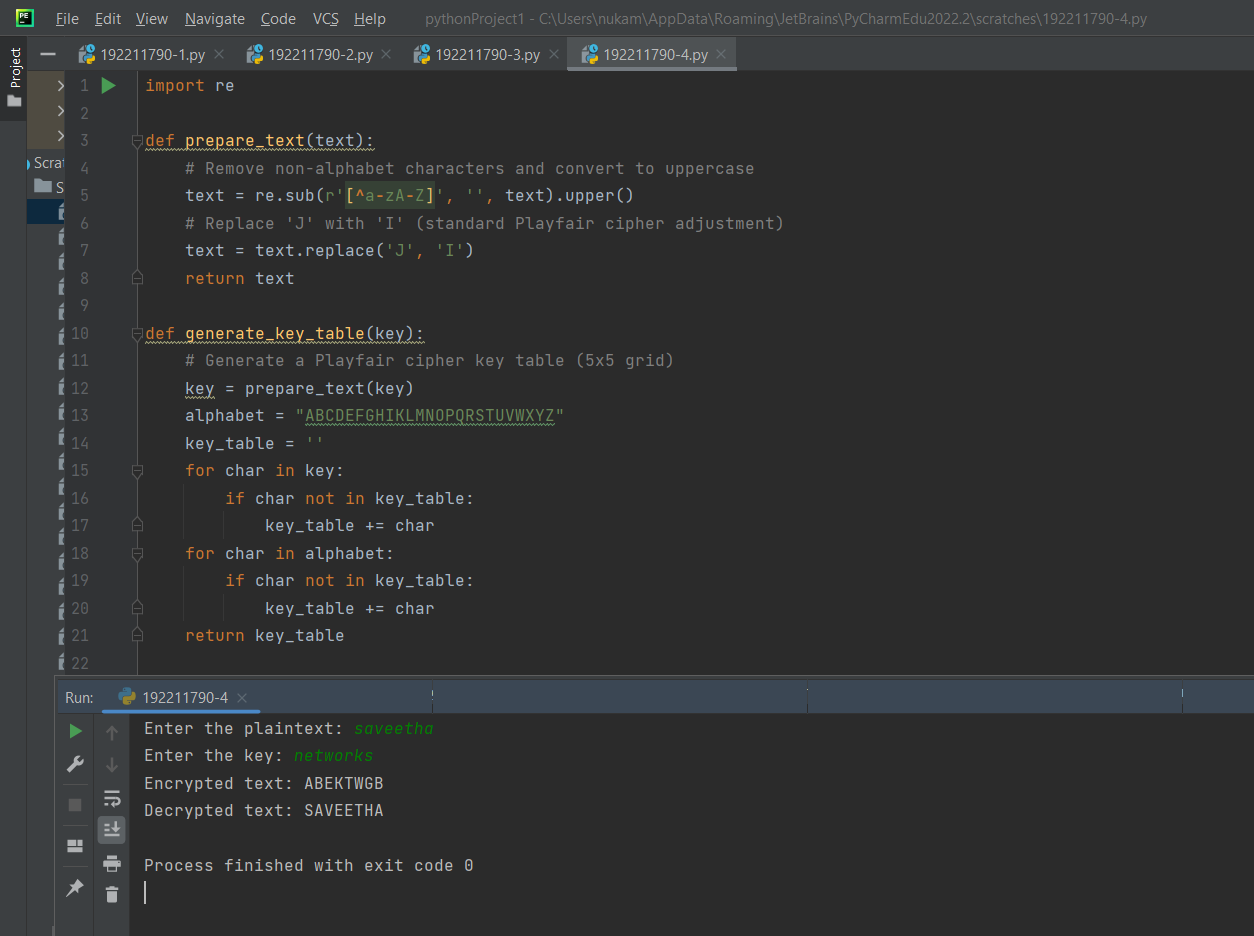 File Edit View Navigate Code VCS Help pythonProject1 - C:\Users\nukam\AppData\Roaming\JetBrains\PyCharmEdu2022.2\scratches\192211790-4.py
Project
192211790-1.py 192211790-2.py 192211790-3.py 192211790-4.py
Scrat
S
1 import re
2
3 def prepare_text(text):
4 # Remove non-alphabet characters and convert to uppercase
5 text = re.sub(r'[^a-zA-Z]', '', text).upper()
6 # Replace 'J' with 'I' (standard Playfair cipher adjustment)
7 text = text.replace('J', 'I')
8 return text
9
10 def generate_key_table(key):
11 # Generate a Playfair cipher key table (5x5 grid)
12 key = prepare_text(key)
13 alphabet = "ABCDEFGHIKLMNOPQRSTUVWXYZ"
14 key_table = ''
15 for char in key:
16 if char not in key_table:
17 key_table += char
18 for char in alphabet:
19 if char not in key_table:
20 key_table += char
21 return key_table
22
Run: 192211790-4
Enter the plaintext: saveetha
Enter the key: networks
Encrypted text: ABEKTWGB
Decrypted text: SAVEETHA
Process finished with exit code 0